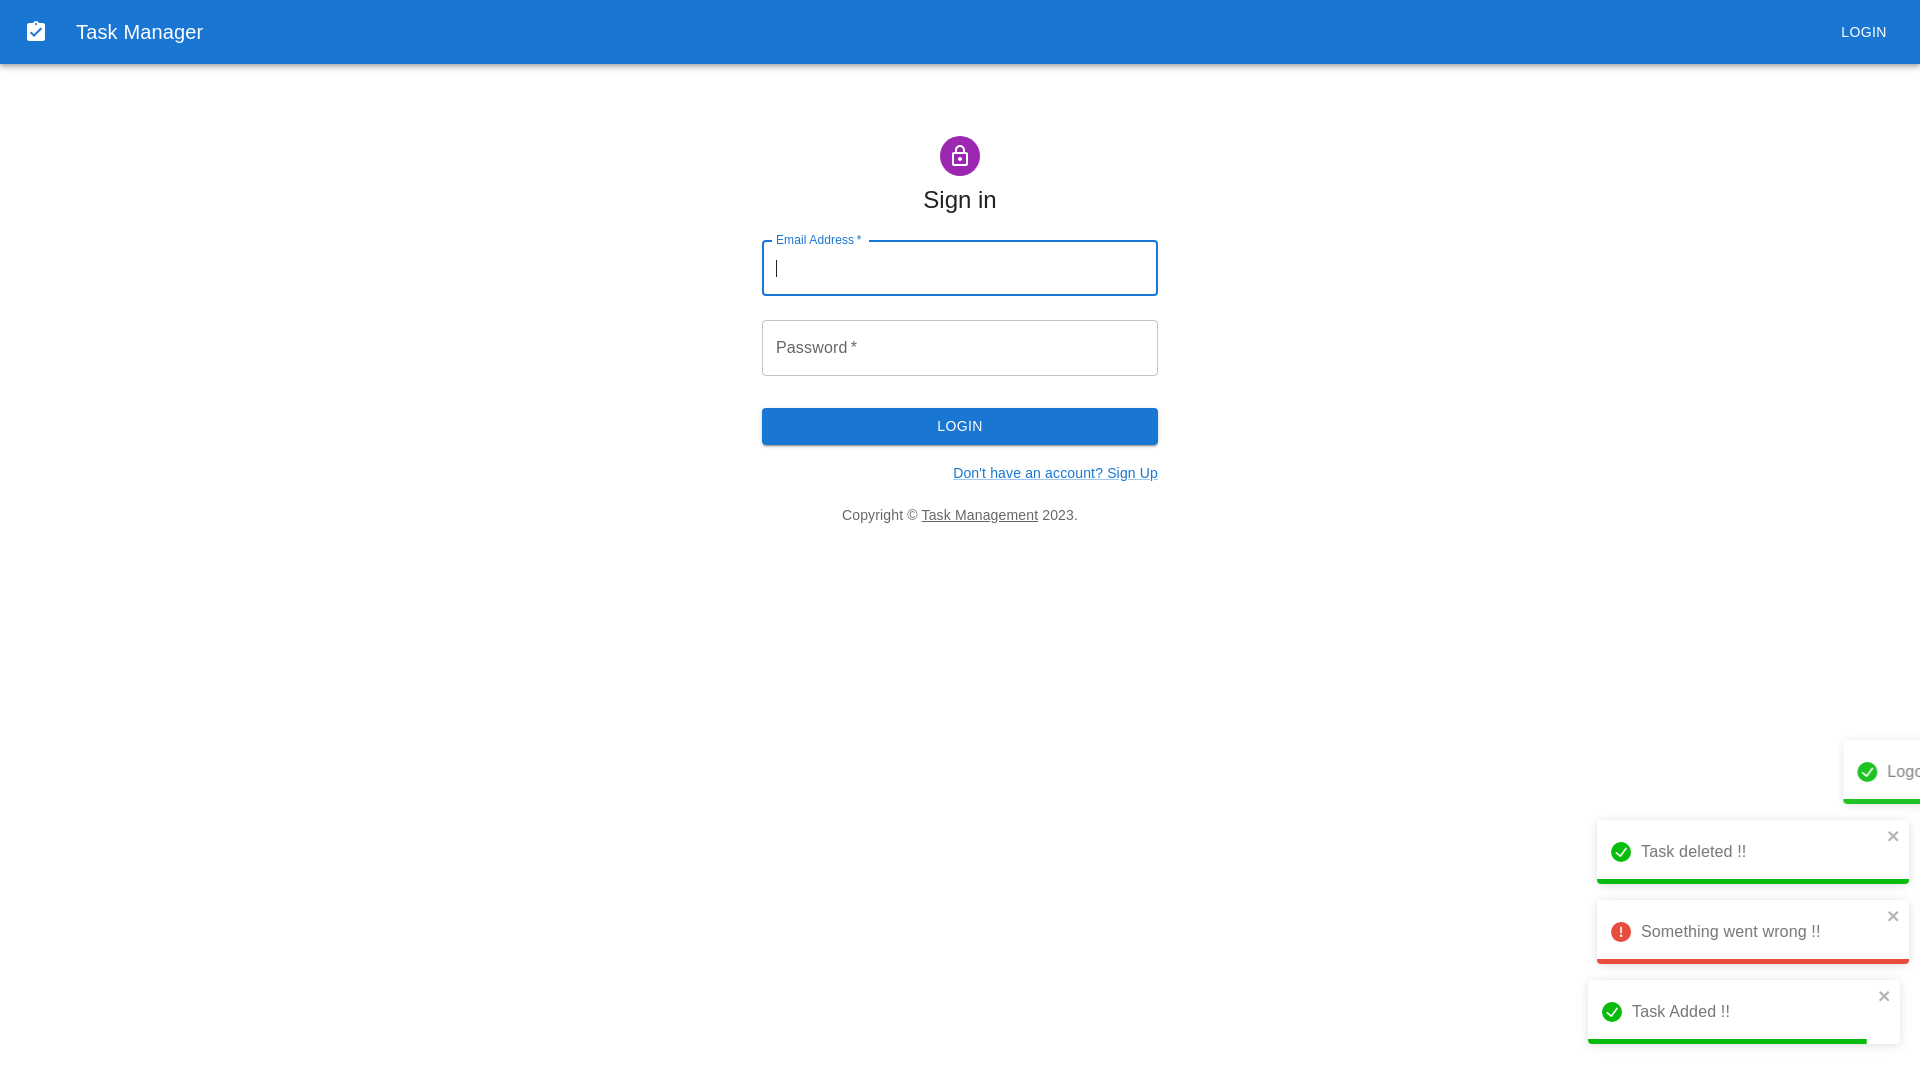 Task Manager
LOGIN
Sign in
Email Address *
Password *
LOGIN
Don't have an account? Sign Up
Copyright © Task Management 2023.
Logo
Task deleted !!
Something went wrong !!
Task Added !!